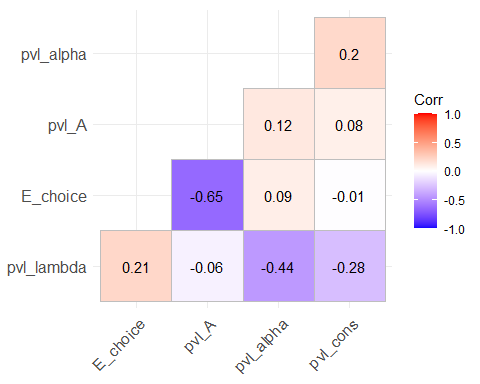 pvl_alpha 0.2
pvl_A 0.12 0.08
E_choice -0.65 0.09 -0.01
pvl_lambda 0.21 -0.06 -0.44 -0.28
E_choice pvl_A pvl_alpha pvl_cons
Corr
1.0
0.5
0.0
-0.5
-1.0